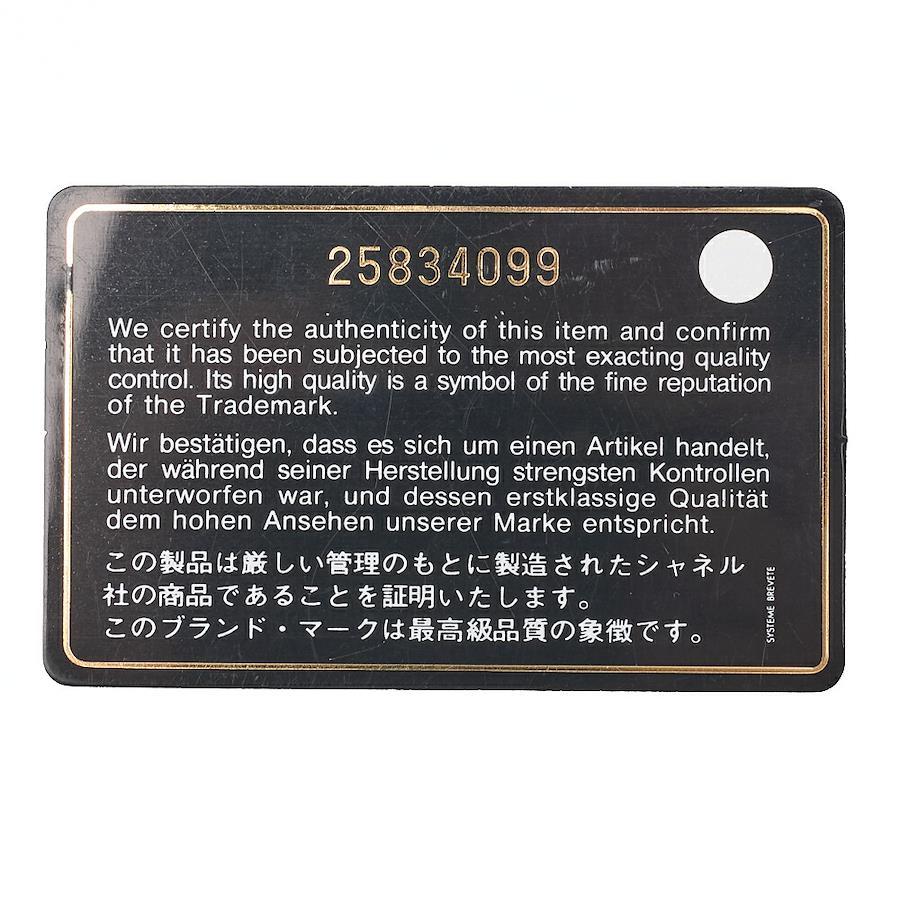 25834099
We certify the authenticity of this item and confirm
that it has been subjected to the most exacting quality
control. Its high quality is a symbol of the fine reputation
of the Trademark.
Wir bestätigen, dass es sich um einen Artikel handelt,
der während seiner Herstellung strengsten Kontrollen
unterworfen war, und dessen erstklassige Qualität
dem hohen Ansehen unserer Marke entspricht.
この製品は厳しい管理のもとに製造されたシャネル
社の商品であることを証明いたします。
このブランド・マークは最高級品質の象徴です。
SYSTEME BREVETE